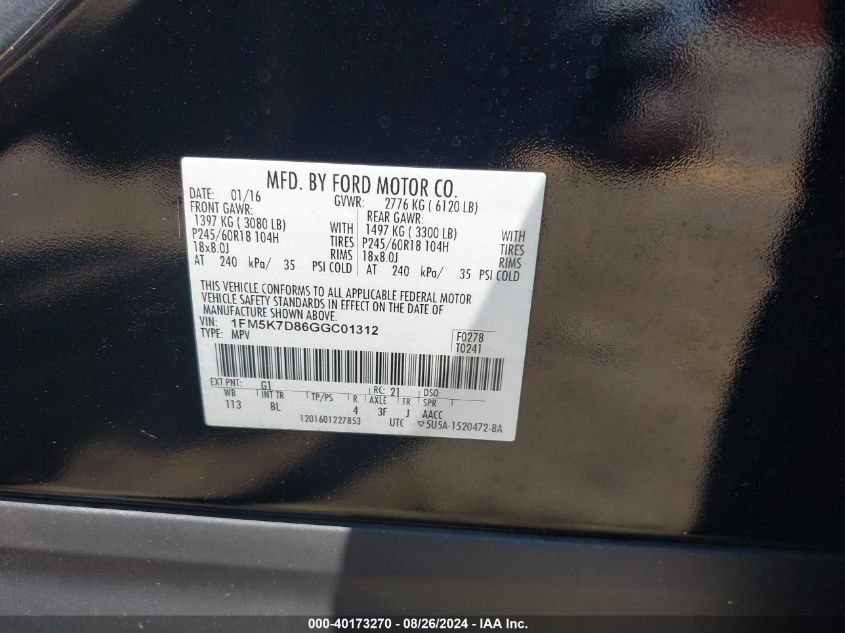 MFD. BY FORD MOTOR CO.
DATE: 01/16 GVWR: 2776 KG ( 6120 LB)
FRONT GAWR: REAR GAWR:
1397 KG ( 3080 LB) WITH 1497 KG ( 3300 LB) WITH
P245/60R18 104H TIRES P245/60R18 104H TIRES
18x8.0J RIMS 18x8.0J RIMS
AT 240 kPa/ 35 PSI COLD AT 240 kPa/ 35 PSI COLD
THIS VEHICLE CONFORMS TO ALL APPLICABLE FEDERAL MOTOR
VEHICLE SAFETY STANDARDS IN EFFECT ON THE DATE OF
MANUFACTURE SHOWN ABOVE.
VIN: 1FM5K7D86GGC01312 F0278
TYPE: MPV T0241
EXT PNT: G1 RC: 21 DSO:
WB INT TR TP/PS R AXLE TR SPR
113 BL 4 3F J AACC
1201601227853 UTC ▽5U5A-1520472-BA
000-40173270 - 08/26/2024 - IAA Inc.